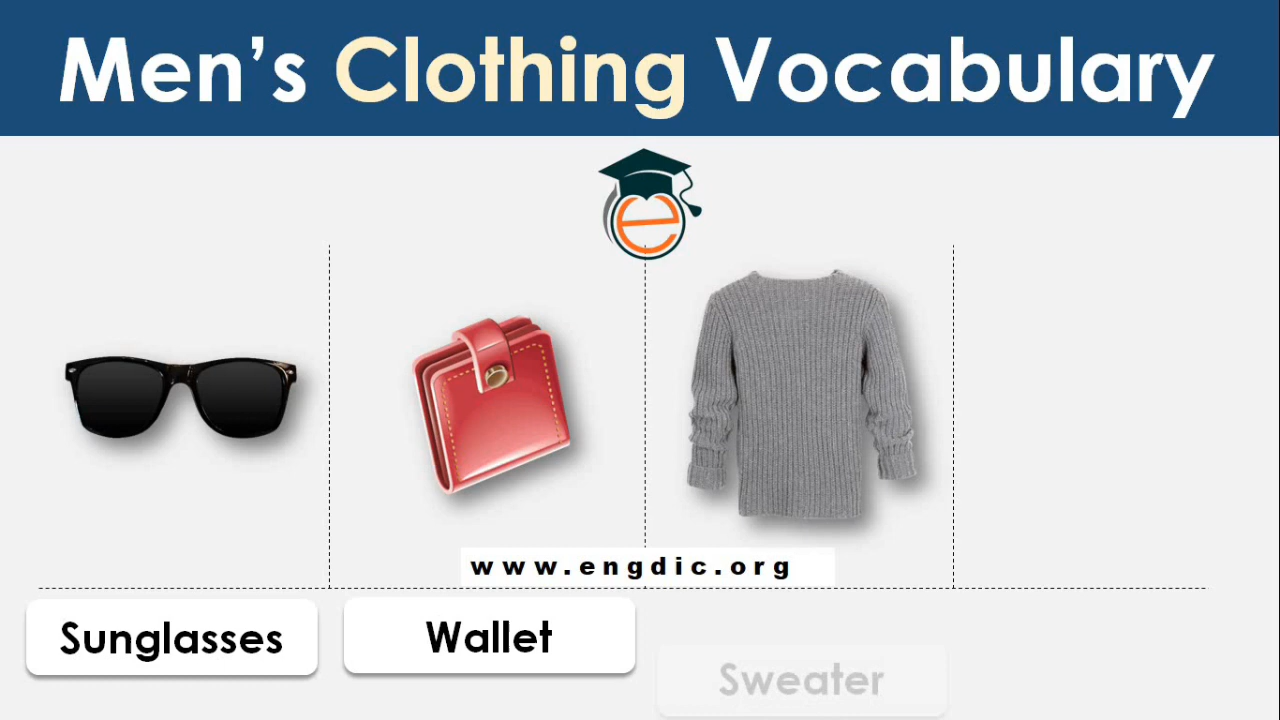 Men’s Clothing Vocabulary
e
www.engdic.org
Sunglasses
Wallet
Sweater